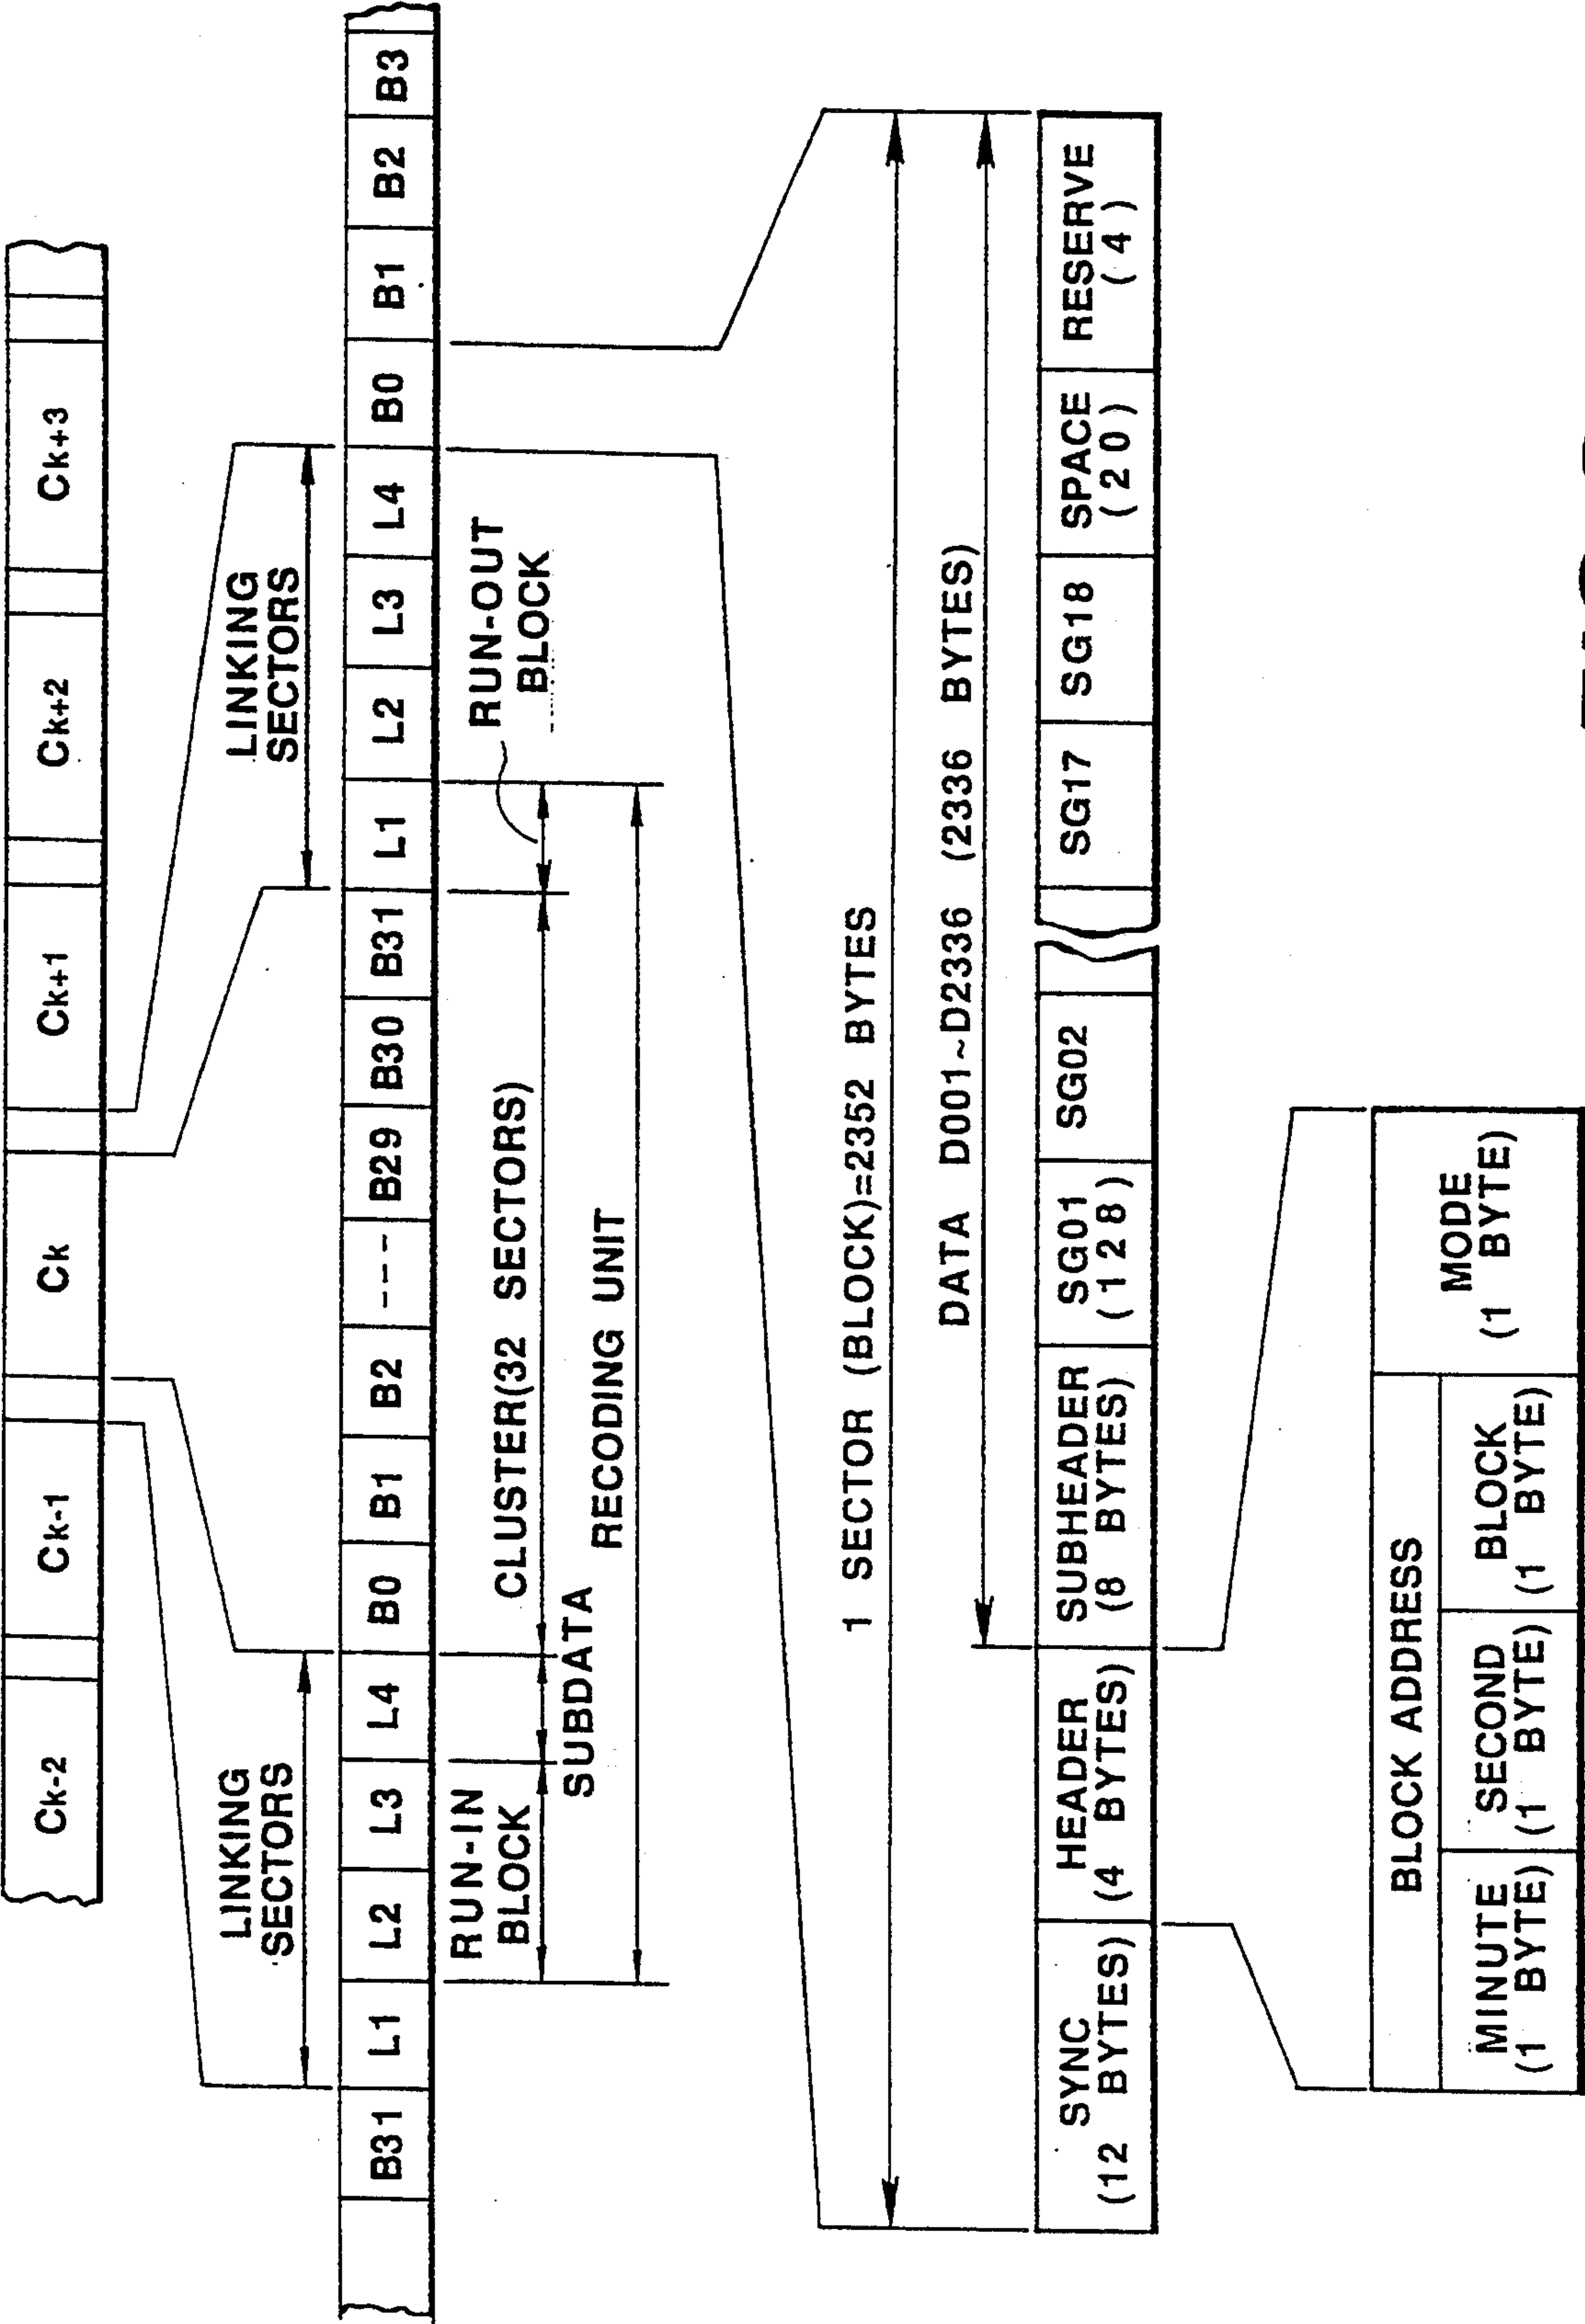 Ck-2 Ck-1 Ck Ck+1 Ck+2 Ck+3
LINKING
SECTORS
LINKING
SECTORS
B31 L1 L2 L3 L4 B0 B1 B2 --- B29 B30 B31 L1 L2 L3 L4 B0 B1 B2 B3
RUN-IN
BLOCK
SUBDATA
CLUSTER(32 SECTORS)
RUN-OUT
BLOCK
RECODING UNIT
1 SECTOR (BLOCK)=2352 BYTES
DATA D001~D2336 (2336 BYTES)
SYNC
(12 BYTES)
HEADER
(4 BYTES)
SUBHEADER
(8 BYTES)
SG01
(128)
SG02
SG17
SG18
SPACE
(20)
RESERVE
(4)
BLOCK ADDRESS
MINUTE
(1 BYTE)
SECOND
(1 BYTE)
BLOCK
(1 BYTE)
MODE
(1 BYTE)